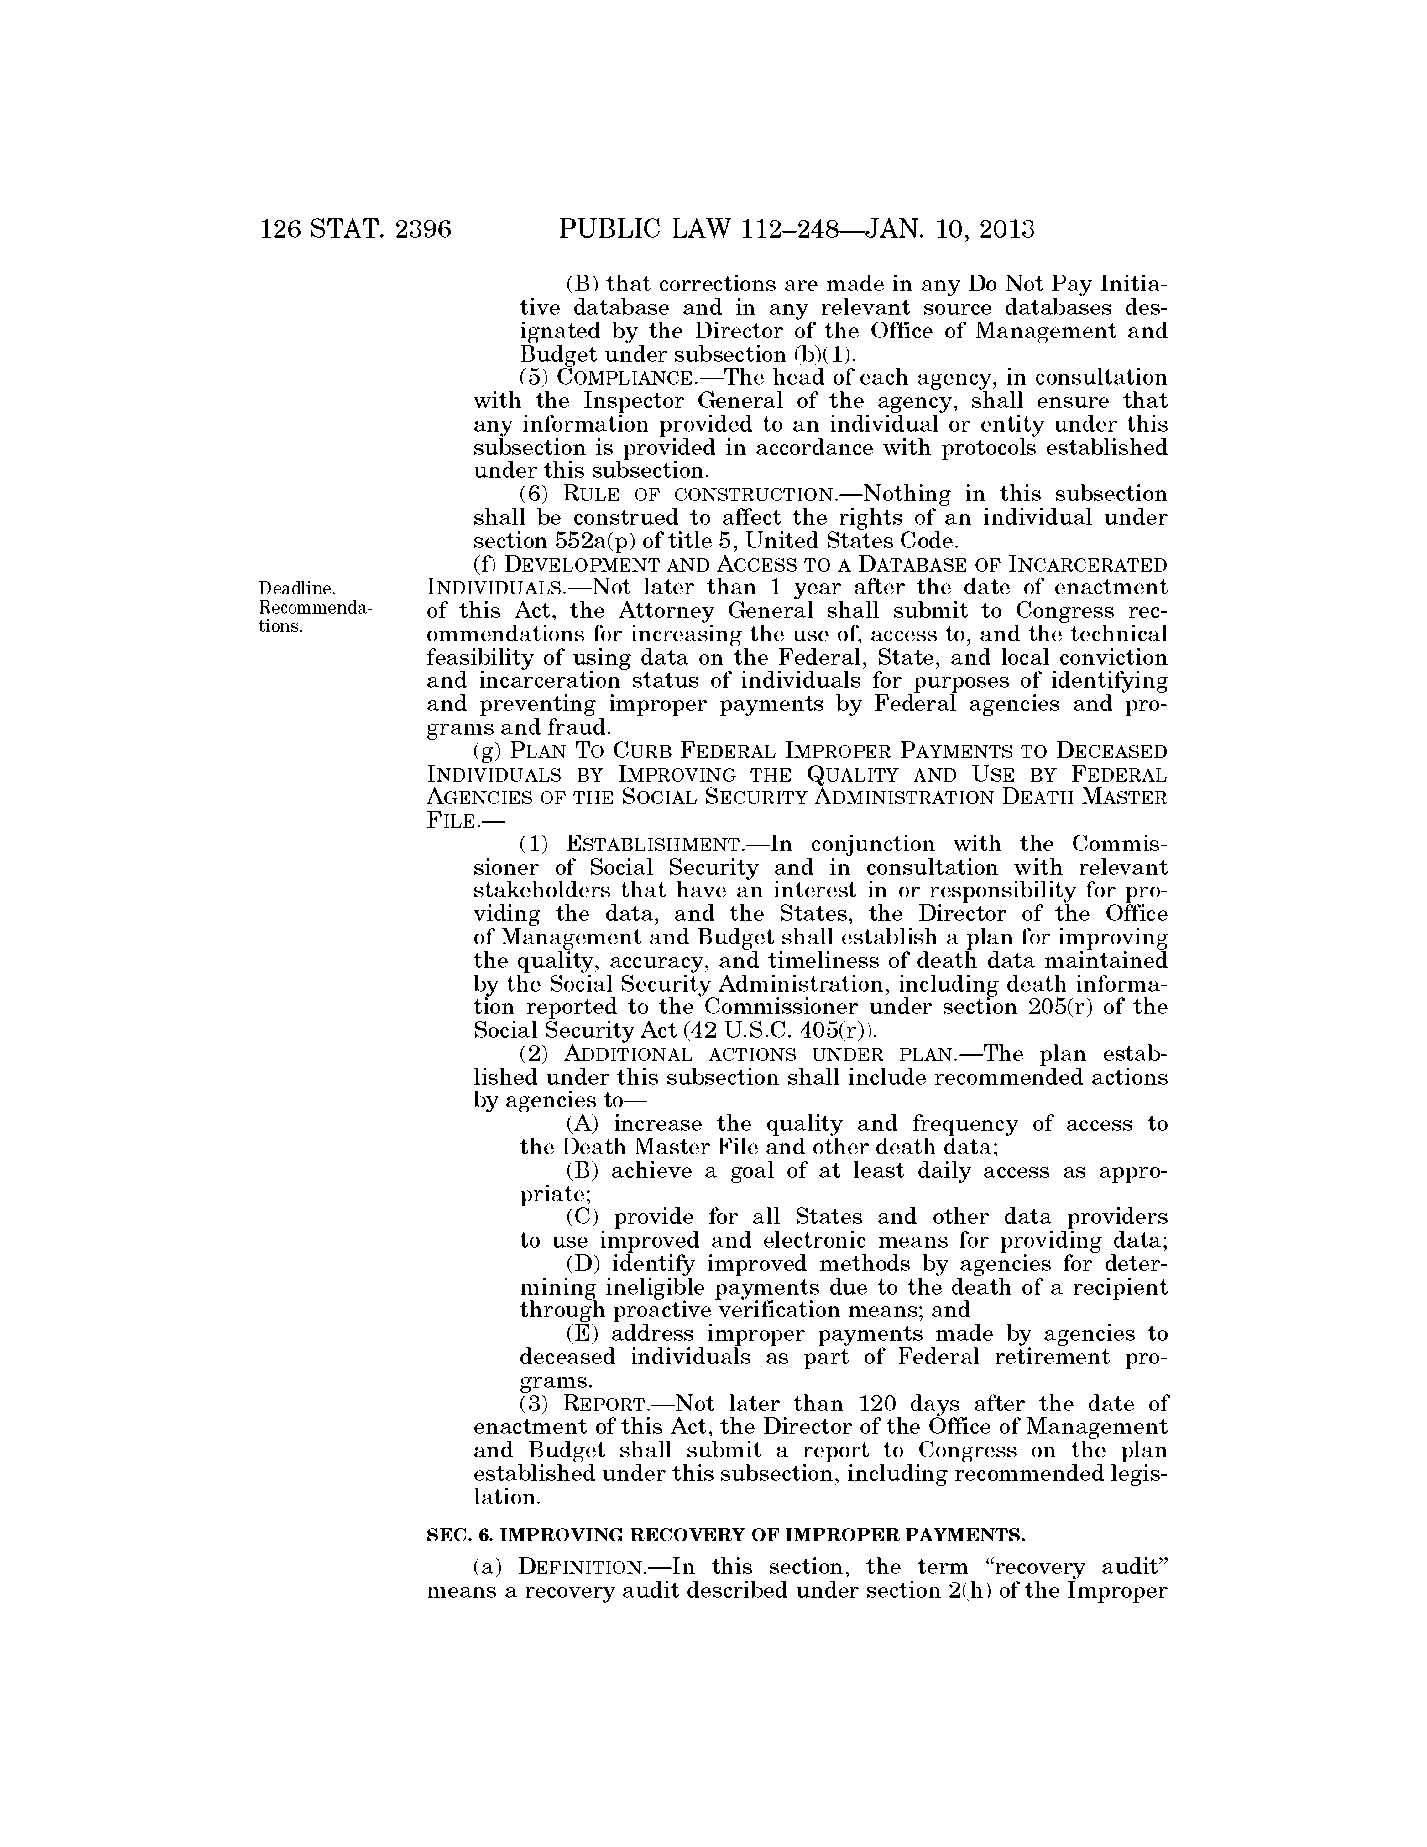 126 STAT. 2396 PUBLIC LAW 112–248—JAN. 10, 2013
(B) that corrections are made in any Do Not Pay Initia-
tive database and in any relevant source databases des-
ignated by the Director of the Office of Management and
Budget under subsection (b)(1).
(5) COMPLIANCE.—The head of each agency, in consultation
with the Inspector General of the agency, shall ensure that
any information provided to an individual or entity under this
subsection is provided in accordance with protocols established
under this subsection.
(6) RULE OF CONSTRUCTION.—Nothing in this subsection
shall be construed to affect the rights of an individual under
section 552a(p) of title 5, United States Code.
(f) DEVELOPMENT AND ACCESS TO A DATABASE OF INCARCERATED
INDIVIDUALS.—Not later than 1 year after the date of enactment
of this Act, the Attorney General shall submit to Congress rec-
ommendations for increasing the use of, access to, and the technical
feasibility of using data on the Federal, State, and local conviction
and incarceration status of individuals for purposes of identifying
and preventing improper payments by Federal agencies and pro-
grams and fraud.
Deadline.
Recommenda-
tions.
(g) PLAN TO CURB FEDERAL IMPROPER PAYMENTS TO DECEASED
INDIVIDUALS BY IMPROVING THE QUALITY AND USE BY FEDERAL
AGENCIES OF THE SOCIAL SECURITY ADMINISTRATION DEATH MASTER
FILE.—
(1) ESTABLISHMENT.—In conjunction with the Commis-
sioner of Social Security and in consultation with relevant
stakeholders that have an interest in or responsibility for pro-
viding the data, and the States, the Director of the Office
of Management and Budget shall establish a plan for improving
the quality, accuracy, and timeliness of death data maintained
by the Social Security Administration, including death informa-
tion reported to the Commissioner under section 205(r) of the
Social Security Act (42 U.S.C. 405(r)).
(2) ADDITIONAL ACTIONS UNDER PLAN.—The plan estab-
lished under this subsection shall include recommended actions
by agencies to—
(A) increase the quality and frequency of access to
the Death Master File and other death data;
(B) achieve a goal of at least daily access as appro-
priate;
(C) provide for all States and other data providers
to use improved and electronic means for providing data;
(D) identify improved methods by agencies for deter-
mining ineligible payments due to the death of a recipient
through proactive verification means; and
(E) address improper payments made by agencies to
deceased individuals as part of Federal retirement pro-
grams.
(3) REPORT.—Not later than 120 days after the date of
enactment of this Act, the Director of the Office of Management
and Budget shall submit a report to Congress on the plan
established under this subsection, including recommended legis-
lation.
SEC. 6. IMPROVING RECOVERY OF IMPROPER PAYMENTS.
(a) DEFINITION.—In this section, the term “recovery audit”
means a recovery audit described under section 2(h) of the Improper